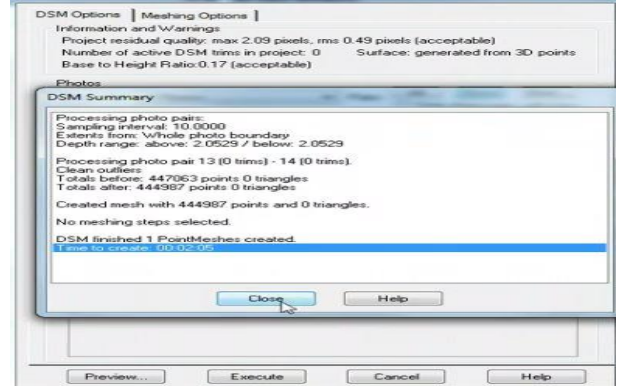 DSM Options
Meshing Options
Information and Warnings
Project residual quality: max 2.09 pixels, rms 0.49 pixels (acceptable)
Number of active DSM trims in project: 0 Surface: generated from 3D points
Base to Height Ratio:0.17 (acceptable)
Photos
DSM Summary
Processing photo pairs:
Sampling interval: 10.0000
Extents from: Whole photo boundary
Depth range: above: 2.0529 / below: 2.0529
Processing photo pair 13 (0 trims) - 14 (0 trims).
Clean outliers
Totals before: 447063 points 0 triangles
Totals after: 444987 points 0 triangles
Created mesh with 444987 points and 0 triangles.
No meshing steps selected.
DSM finished 1 PointMeshes created.
Time to create: 00:02:05
Close Help
Preview... Execute Cancel Help